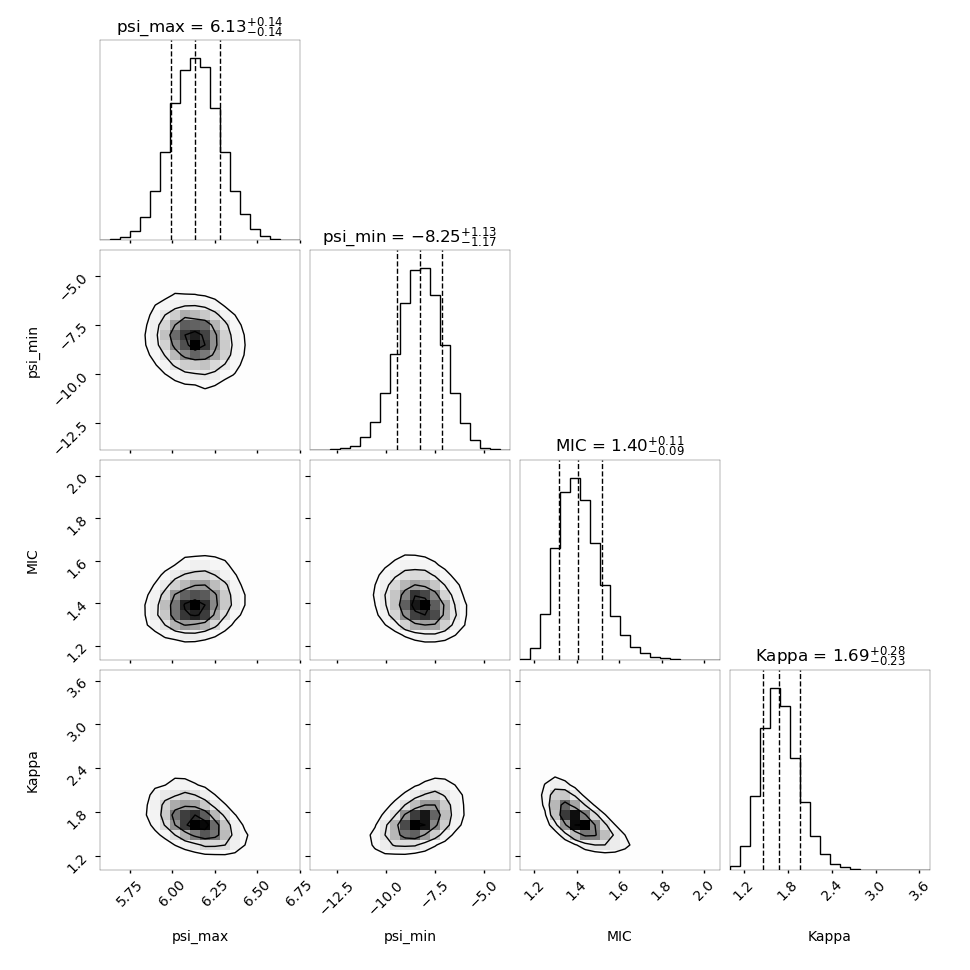 psi_max = 6.13+0.14−0.14
psi_min = −8.25+1.13−1.17
−5.0
−7.5
−10.0
−12.5
psi_min
MIC = 1.40+0.11−0.09
2.0
1.8
1.6
1.4
1.2
MIC
Kappa = 1.69+0.28−0.23
3.6
3.0
2.4
1.8
1.2
Kappa
5.75 6.00 6.25 6.50 6.75 −12.5 −10.0 −7.5 −5.0 1.2 1.4 1.6 1.8 2.0 1.2 1.8 2.4 3.0 3.6
psi_max psi_min MIC Kappa